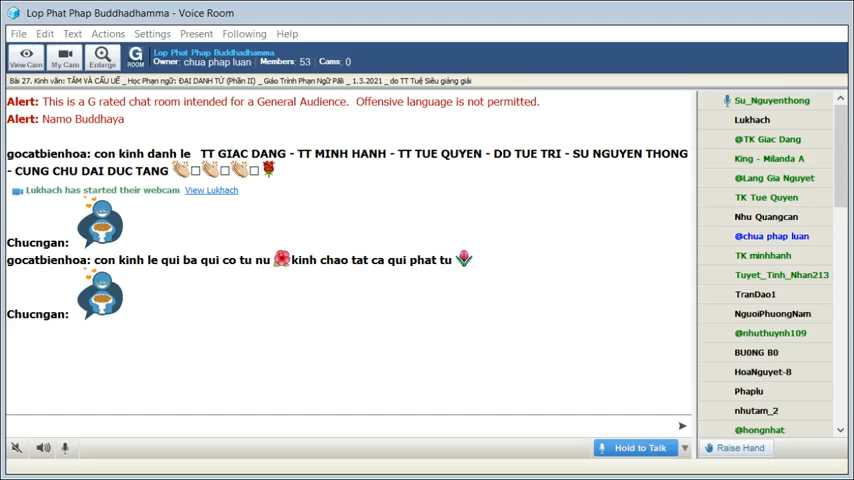 Lop Phat Phap Buddhadhamma - Voice Room
File Edit Text Actions Settings Present Following Help
View Cam My Cam Enlarge G ROOM
Lop Phat Phap Buddhadhamma
Owner: chua phap luan Members: 53 Cams: 0
Bài 27. Kinh văn: TÂM VÀ CẤU UẾ _ Học Phạn ngữ: ĐẠI DANH TỪ (Phần II) _ Giáo Trình Phạn Ngữ Pāli _ 1.3.2021 _ do TT Tuệ Siêu giảng giải
Alert: This is a G rated chat room intended for a General Audience. Offensive language is not permitted.
Alert: Namo Buddhaya
gocatbienhoa: con kinh danh le TT GIAC DANG - TT MINH HANH - TT TUE QUYEN - DD TUE TRI - SU NGUYEN THONG
- CUNG CHU DAI DUC TANG
Lukhach has started their webcam View Lukhach
Chucngan:
gocatbienhoa: con kinh le qui ba qui co tu nu kinh chao tat ca qui phat tu
Chucngan:
Su_Nguyenthong
Lukhach
@TK Giac Dang
King - Milanda A
@Lang Gia Nguyet
TK Tue Quyen
Nhu Quangcan
@chua phap luan
TK minhhanh
Tuyet_Tinh_Nhan213
TranDao1
NguoiPhuongNam
@nhuthuynh109
BU0NG B0
HoaNguyet-8
Phaplu
nhutam_2
@hongnhat
Hold to Talk
Raise Hand